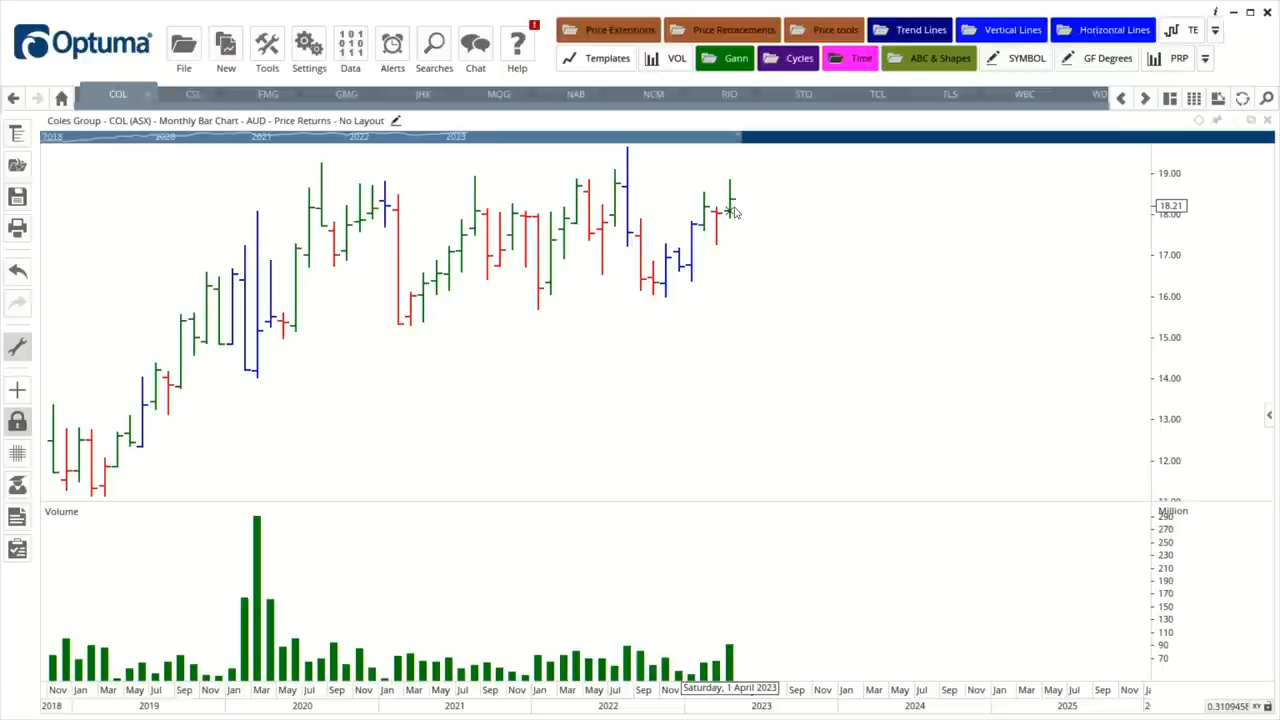 Optuma
File
New
Tools
Settings
Data
Alerts
Searches
Chat
Help
Price Extentions
Price Retracements
Price tools
Trend Lines
Vertical Lines
Horizontal Lines
TE
Templates
VOL
Gann
Cycles
Time
ABC & Shapes
SYMBOL
GF Degrees
PRP
COL
CSL
FMG
GMG
JHX
MQG
NAB
NCM
RIO
STO
TCL
TLS
WBC
Coles Group - COL (ASX) - Monthly Bar Chart - AUD - Price Returns - No Layout
2018 2020 2021 2022 2023
19.00
18.21
18.00
17.00
16.00
15.00
14.00
13.00
12.00
11.00
Volume
Million
290
270
250
230
210
190
170
150
130
110
90
70
Nov Jan Mar May Jul Sep Nov Jan Mar May Jul Sep Nov Jan Mar May Jul Sep Nov Jan Mar May Jul Sep Nov Saturday, 1 April 2023 Sep Nov Jan Mar May Jul Sep Nov Jan Mar May Jul Sep Nov
2018 2019 2020 2021 2022 2023 2024 2025
0.3109458 XY